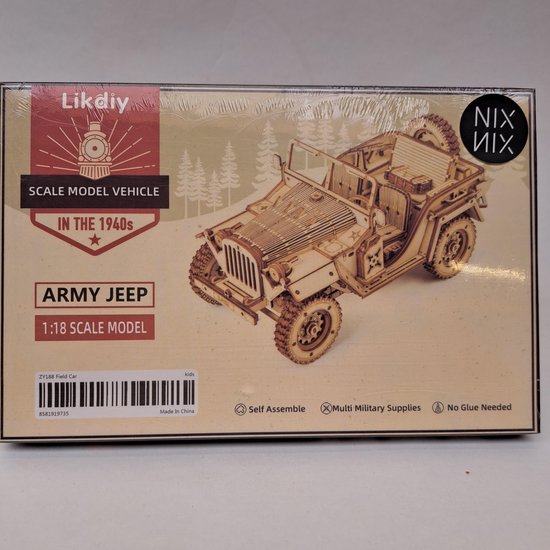 Likdiy
NIX
NIX
SCALE MODEL VEHICLE
IN THE 1940s
ARMY JEEP
1:18 SCALE MODEL
ZY188 Field Car
kids
8581919735
Made In China
Self Assemble
Multi Military Supplies
No Glue Needed